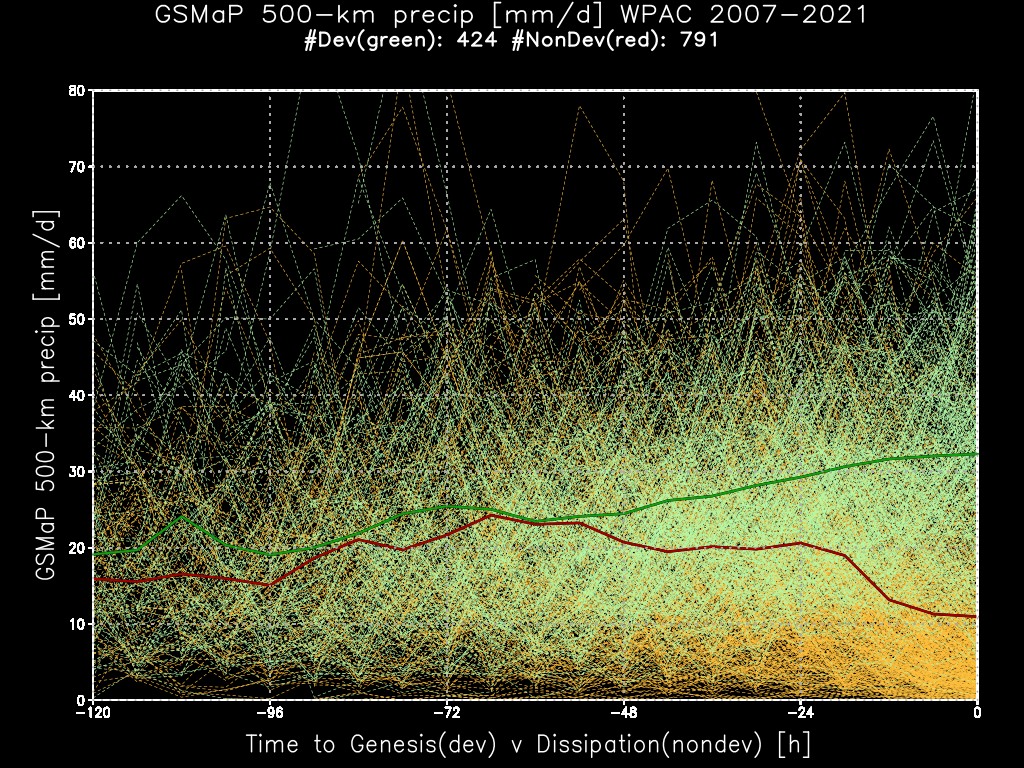 GSMaP 500-km precip [mm/d] WPAC 2007-2021
#Dev(green): 424 #NonDev(red): 791
80
70
60
50
40
30
20
10
0
GSMaP 500-km precip [mm/d]
-120 -96 -72 -48 -24 0
Time to Genesis(dev) v Dissipation(nondev) [h]